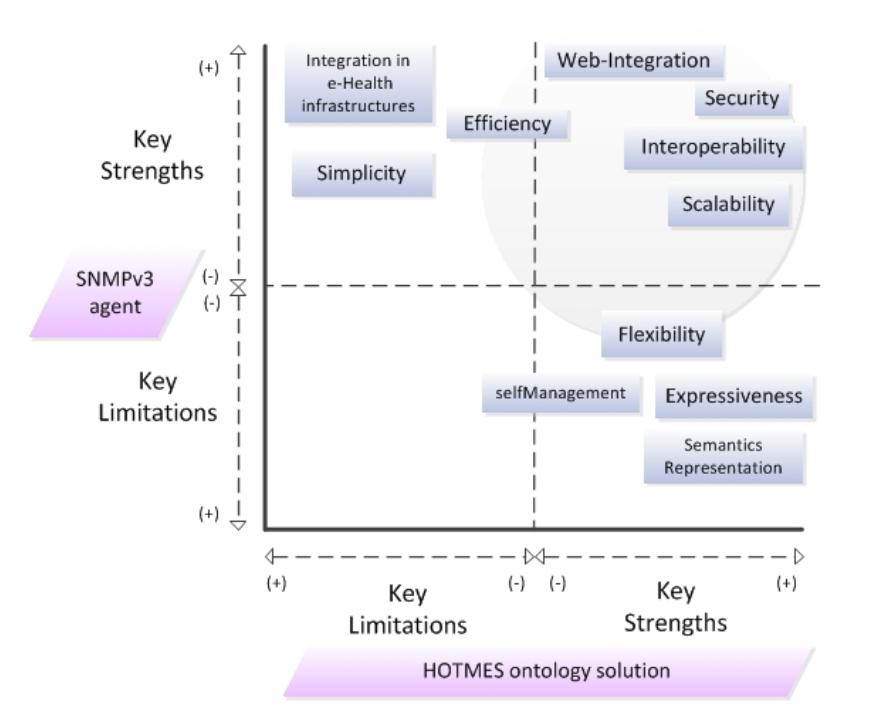 (+)
Key
Strengths
(-)
(-)
SNMPv3
agent
Key
Limitations
(+)
Integration in
e-Health
infrastructures
Efficiency
Simplicity
Web-Integration
Security
Interoperability
Scalability
Flexibility
selfManagement
Expressiveness
Semantics
Representation
(+)
Key
Limitations
(-)
(-)
Key
Strengths
(+)
HOTMES ontology solution